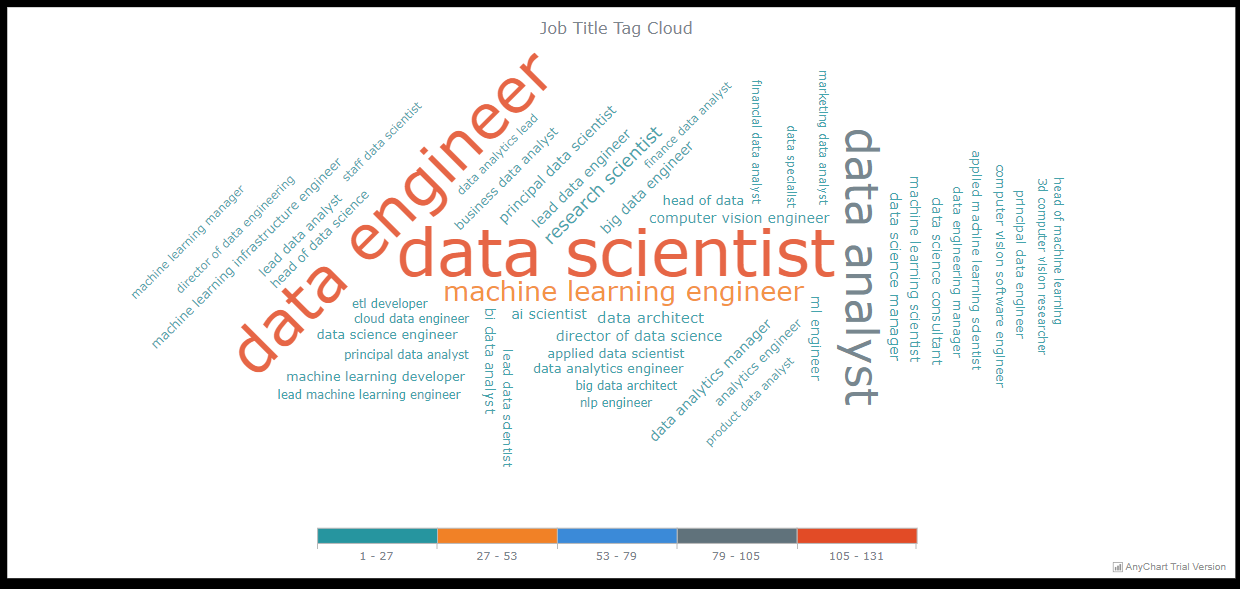 Job Title Tag Cloud
data engineer
data scientist
machine learning engineer
data analyst
machine learning manager
director of data engineering
machine learning infrastructure engineer
staff data scientist
lead data analyst
head of data science
data analytics lead
business data analyst
principal data scientist
lead data engineer
research scientist
finance data analyst
big data engineer
financial data analyst
data specialist
marketing data analyst
head of data
computer vision engineer
data science manager
machine learning scientist
data science consultant
data engineering manager
applied machine learning scientist
computer vision software engineer
principal data engineer
3d computer vision researcher
head of machine learning
etl developer
cloud data engineer
data science engineer
principal data analyst
machine learning developer
lead machine learning engineer
bi data analyst
lead data scientist
ai scientist
data architect
director of data science
applied data scientist
data analytics engineer
big data architect
nlp engineer
data analytics manager
analytics engineer
product data analyst
ml engineer
1 - 27
27 - 53
53 - 79
79 - 105
105 - 131
AnyChart Trial Version